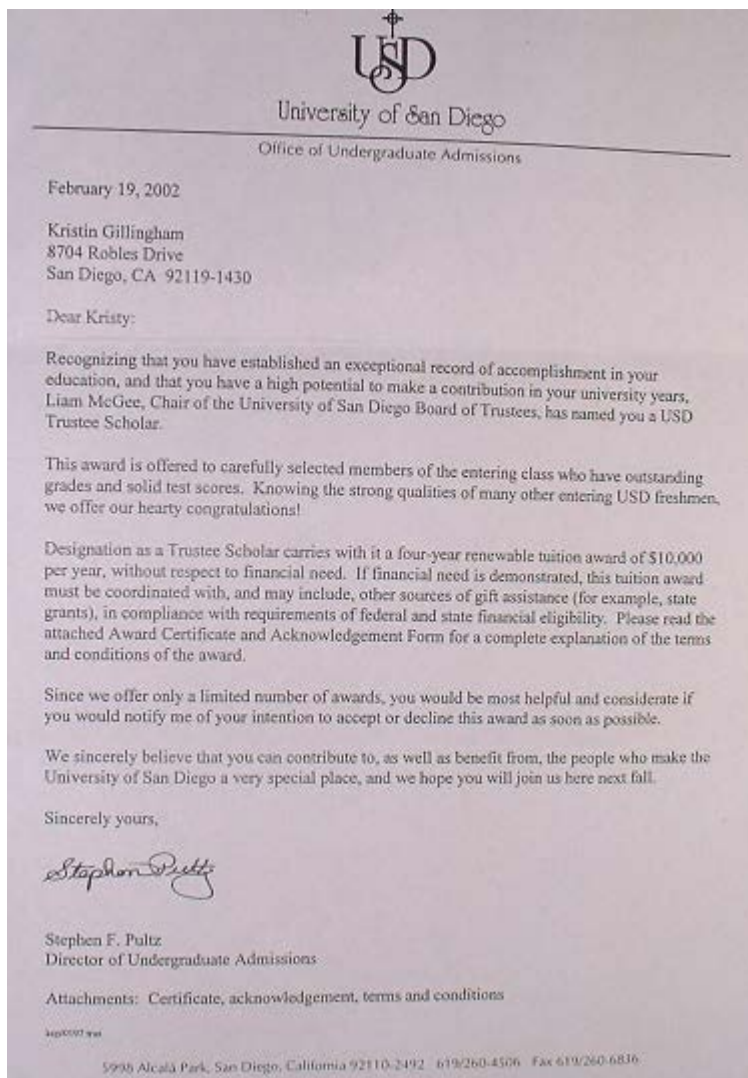 USD
University of San Diego
Office of Undergraduate Admissions
February 19, 2002
Kristin Gillingham
8704 Robles Drive
San Diego, CA 92119-1430
Dear Kristy:
Recognizing that you have established an exceptional record of accomplishment in your
education, and that you have a high potential to make a contribution in your university years,
Liam McGee, Chair of the University of San Diego Board of Trustees, has named you a USD
Trustee Scholar.
This award is offered to carefully selected members of the entering class who have outstanding
grades and solid test scores. Knowing the strong qualities of many other entering USD freshmen,
we offer our hearty congratulations!
Designation as a Trustee Scholar carries with it a four-year renewable tuition award of $10,000
per year, without respect to financial need. If financial need is demonstrated, this tuition award
must be coordinated with, and may include, other sources of gift assistance (for example, state
grants), in compliance with requirements of federal and state financial eligibility. Please read the
attached Award Certificate and Acknowledgement Form for a complete explanation of the terms
and conditions of the award.
Since we offer only a limited number of awards, you would be most helpful and considerate if
you would notify me of your intention to accept or decline this award as soon as possible.
We sincerely believe that you can contribute to, as well as benefit from, the people who make the
University of San Diego a very special place, and we hope you will join us here next fall.
Sincerely yours,
Stephen Pultz
Stephen F. Pultz
Director of Undergraduate Admissions
Attachments: Certificate, acknowledgement, terms and conditions
5998 Alcalá Park, San Diego, California 92110-2492 619/260-4506 Fax 619/260-6836